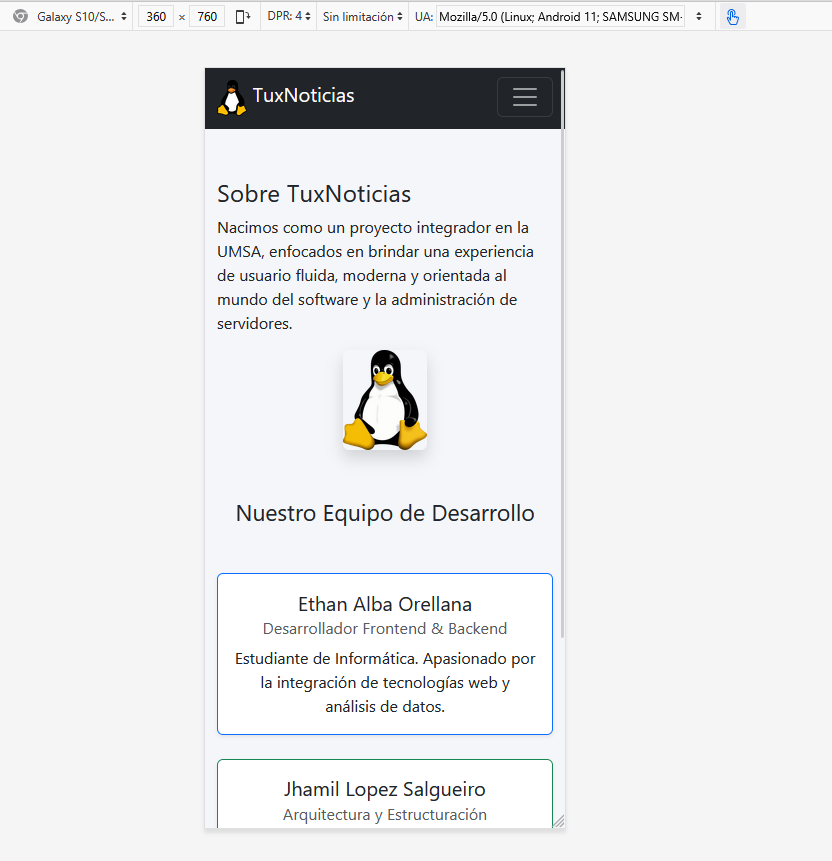 Galaxy S10/S... 360 × 760 DPR: 4 Sin limitación UA: Mozilla/5.0 (Linux; Android 11; SAMSUNG SM-
TuxNoticias
Sobre TuxNoticias
Nacimos como un proyecto integrador en la
UMSA, enfocados en brindar una experiencia
de usuario fluida, moderna y orientada al
mundo del software y la administración de
servidores.
Nuestro Equipo de Desarrollo
Ethan Alba Orellana
Desarrollador Frontend & Backend
Estudiante de Informática. Apasionado por
la integración de tecnologías web y
análisis de datos.
Jhamil Lopez Salgueiro
Arquitectura y Estructuración